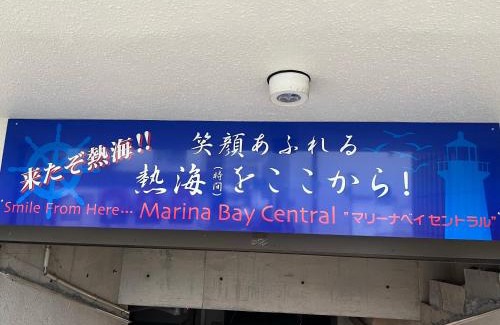 来たぞ熱海!!
笑顔あふれる
熱海(時間)をここから!
"Smile From Here… Marina Bay Central "マリーナベイ セントラル"